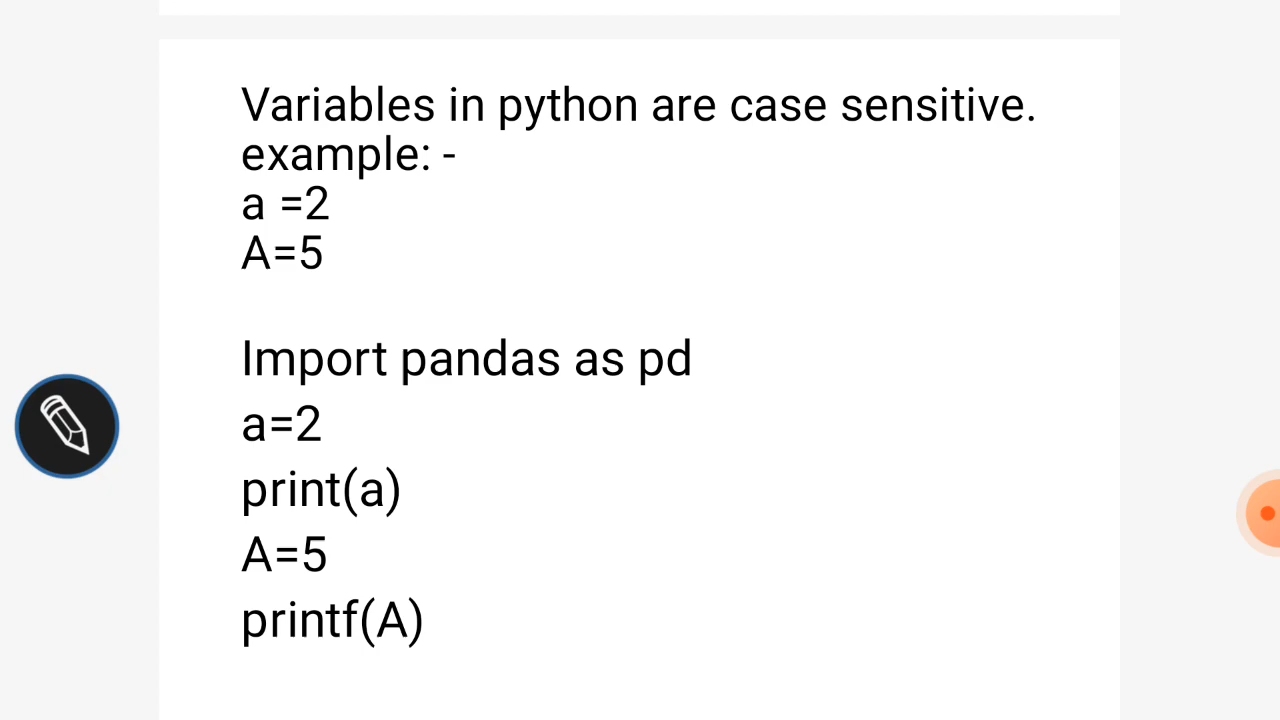 Variables in python are case sensitive.
example: -
a =2
A=5
Import pandas as pd
a=2
print(a)
A=5
printf(A)